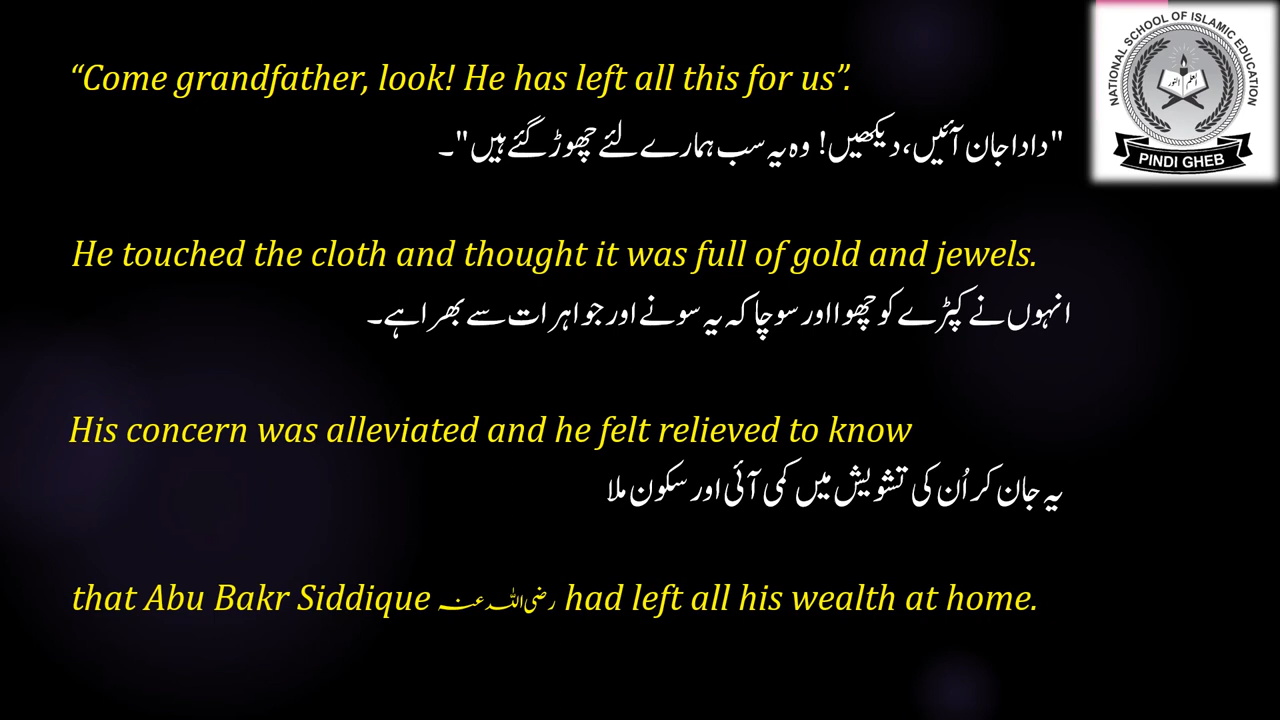 “Come grandfather, look! He has left all this for us”.
"دادا جان آئیں، دیکھیں! وہ یہ سب ہمارے لئے چھوڑ گئے ہیں"۔
He touched the cloth and thought it was full of gold and jewels.
انہوں نے کپڑے کو چھوا اور سوچا کہ یہ سونے اور جواہرات سے بھرا ہے۔
His concern was alleviated and he felt relieved to know
یہ جان کر اُن کی تشویش میں کمی آئی اور سکون ملا
that Abu Bakr Siddique رضی اللہ عنہ had left all his wealth at home.
NATIONAL SCHOOL OF ISLAMIC EDUCATION
PINDI GHEB